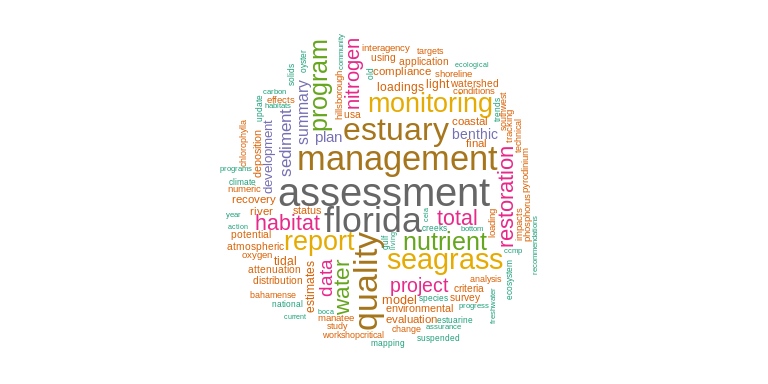 interagency
targets
using
application
ecological
community
oyster
solids
program
nitrogen
old
compliance
shoreline
carbon
hillsborough
loadings
light
watershed
conditions
effects
habitats
update
summary
usa
monitoring
trends
southwest
tracking
technical
chlorophylla
deposition
development
sediment
plan
estuary
coastal
benthic
final
programs
management
restoration
pyrodinium
climate
numeric
recovery
assessment
year
action
river
status
habitat
florida
cela
creeks
total
bottom
loading
impacts
phosphorus
recommendations
potential
atmospheric
oxygen
report
gulf
living
nutrient
ccmp
tidal
attenuation
distribution
data
water
quality
seagrass
analysis
ecosystem
bahamense
national
estimates
project
criteria
model
species
survey
freshwater
current
boca
manatee
environmental
progress
study
evaluation
estuarine
workshop
critical
change
assurance
mapping
suspended